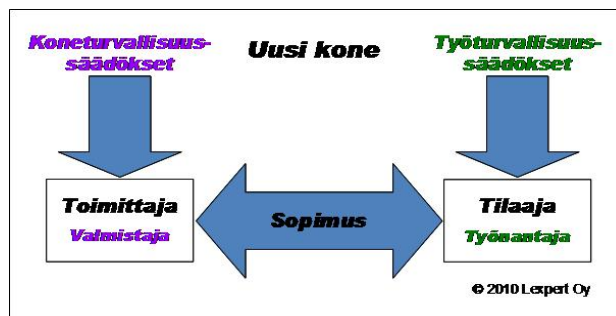 Koneturvallisuus-
säädökset
Uusi kone
Työturvallisuus-
säädökset
Toimittaja
Valmistaja
Sopimus
Tilaaja
Työnantaja
© 2010 Lexpert Oy